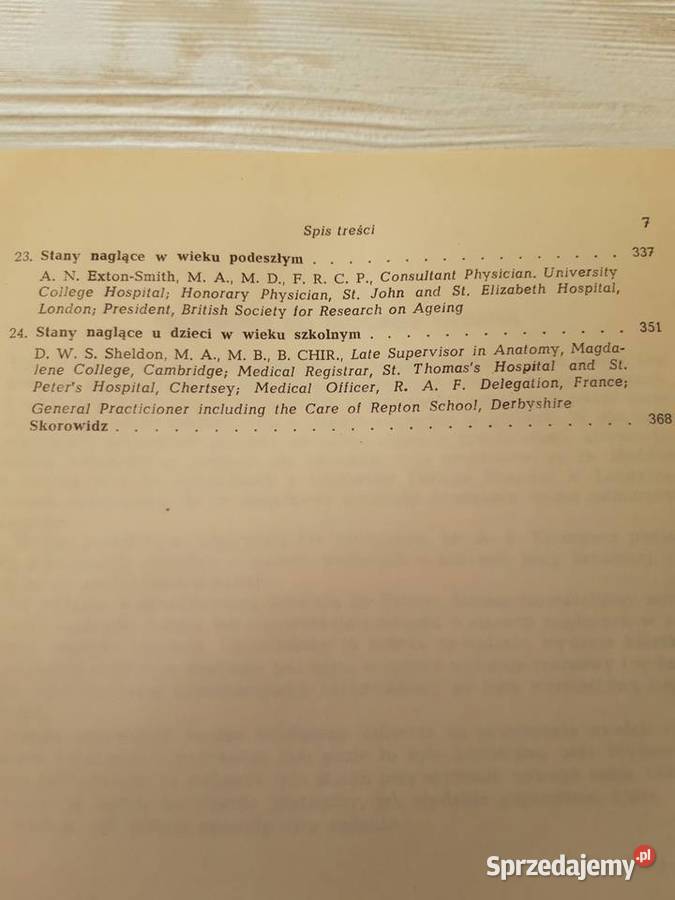 Spis treści 7
23. Stany naglące w wieku podeszłym . . . . . . . . . . . . . . . . 337
A. N. Exton-Smith, M. A., M. D., F. R. C. P., Consultant Physician. University
College Hospital; Honorary Physician, St. John and St. Elizabeth Hospital,
London; President, British Society for Research on Ageing
24. Stany naglące u dzieci w wieku szkolnym . . . . . . . . . . . . . . 351
D. W. S. Sheldon, M. A., M. B., B. CHIR., Late Supervisor in Anatomy, Magda-
lene College, Cambridge; Medical Registrar, St. Thomas's Hospital and St.
Peter's Hospital, Chertsey; Medical Officer, R. A. F. Delegation, France;
General Practicioner including the Care of Repton School, Derbyshire
Skorowidz . . . . . . . . . . . . . . . . . . . . . . . . . . . 368
Sprzedajemy.pl